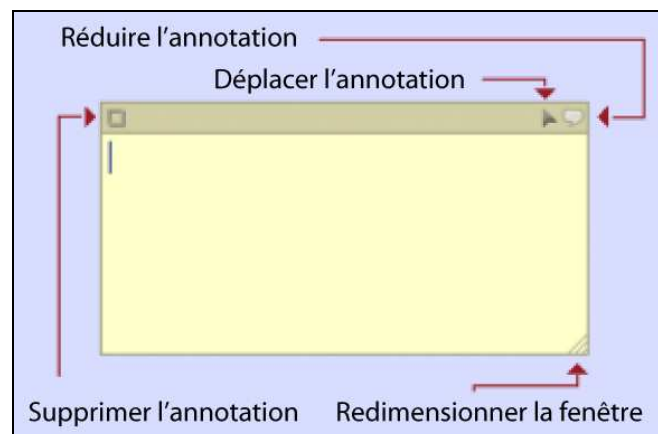 Réduire l'annotation
Déplacer l'annotation
Supprimer l'annotation
Redimensionner la fenêtre